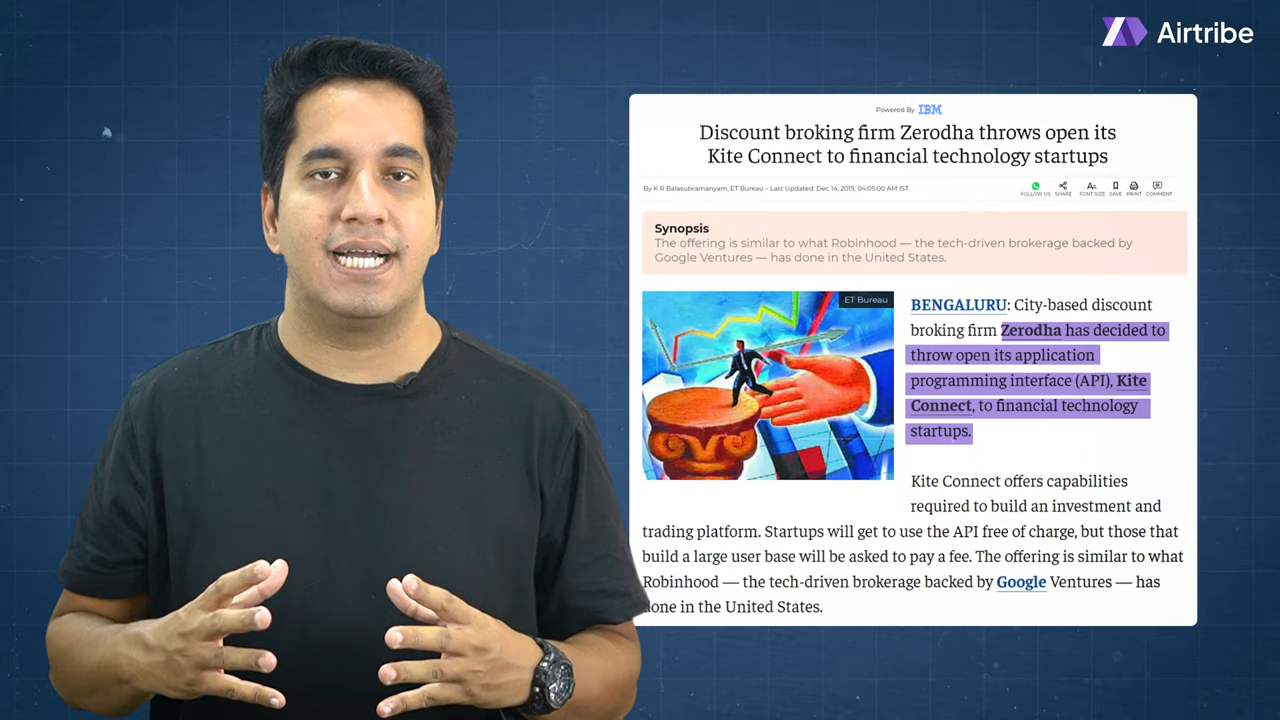 Airtribe
Powered By IBM
Discount broking firm Zerodha throws open its
Kite Connect to financial technology startups
By K R Balasubramanyam, ET Bureau • Last Updated: Dec 14, 2015, 04:05:00 AM IST
FOLLOW US SHARE FONT SIZE SAVE PRINT COMMENT
Synopsis
The offering is similar to what Robinhood — the tech-driven brokerage backed by
Google Ventures — has done in the United States.
ET Bureau
BENGALURU: City-based discount
broking firm Zerodha has decided to
throw open its application
programming interface (API), Kite
Connect, to financial technology
startups.
Kite Connect offers capabilities
required to build an investment and
trading platform. Startups will get to use the API free of charge, but those that
build a large user base will be asked to pay a fee. The offering is similar to what
Robinhood — the tech-driven brokerage backed by Google Ventures — has
done in the United States.